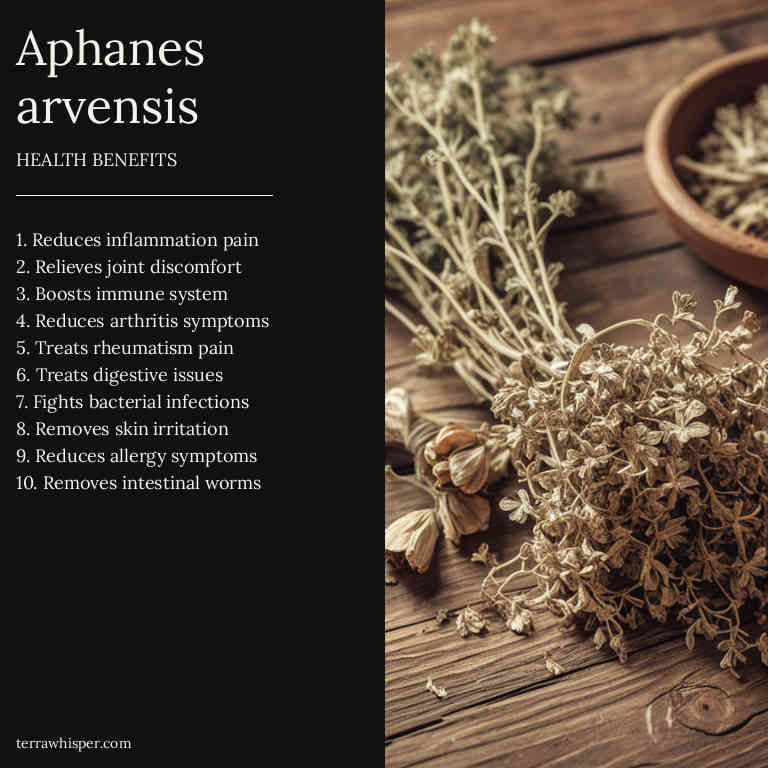 Aphanes
arvensis
HEALTH BENEFITS
1. Reduces inflammation pain
2. Relieves joint discomfort
3. Boosts immune system
4. Reduces arthritis symptoms
5. Treats rheumatism pain
6. Treats digestive issues
7. Fights bacterial infections
8. Removes skin irritation
9. Reduces allergy symptoms
10. Removes intestinal worms
terrawhisper.com